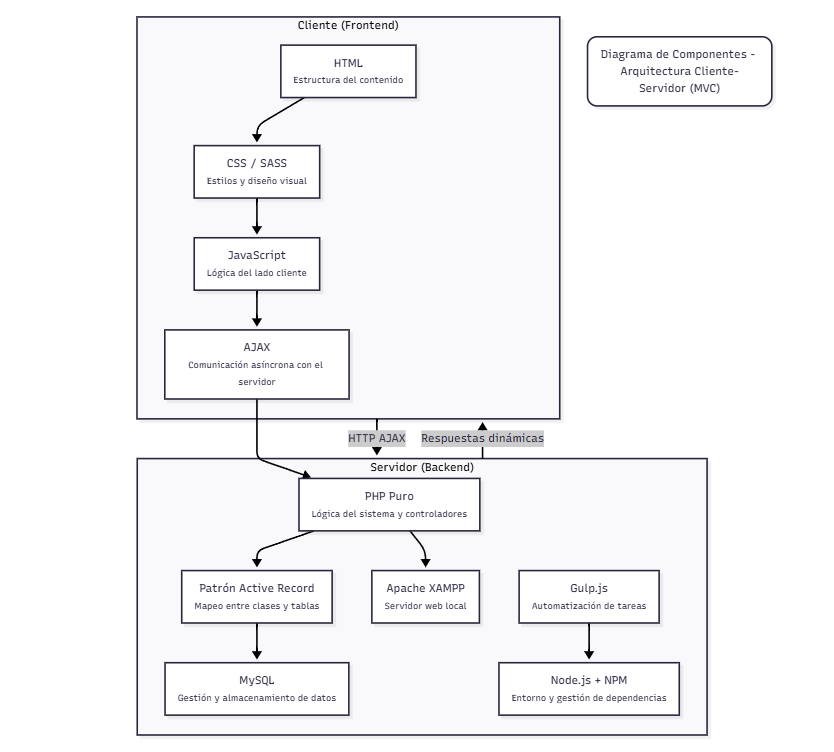 Cliente (Frontend)
HTML
Estructura del contenido
Diagrama de Componentes -
Arquitectura Cliente-
Servidor (MVC)
CSS / SASS
Estilos y diseño visual
JavaScript
Lógica del lado cliente
AJAX
Comunicación asíncrona con el
servidor
HTTP AJAX
Respuestas dinámicas
Servidor (Backend)
PHP Puro
Lógica del sistema y controladores
Patrón Active Record
Mapeo entre clases y tablas
Apache XAMPP
Servidor web local
Gulp.js
Automatización de tareas
MySQL
Gestión y almacenamiento de datos
Node.js + NPM
Entorno y gestión de dependencias